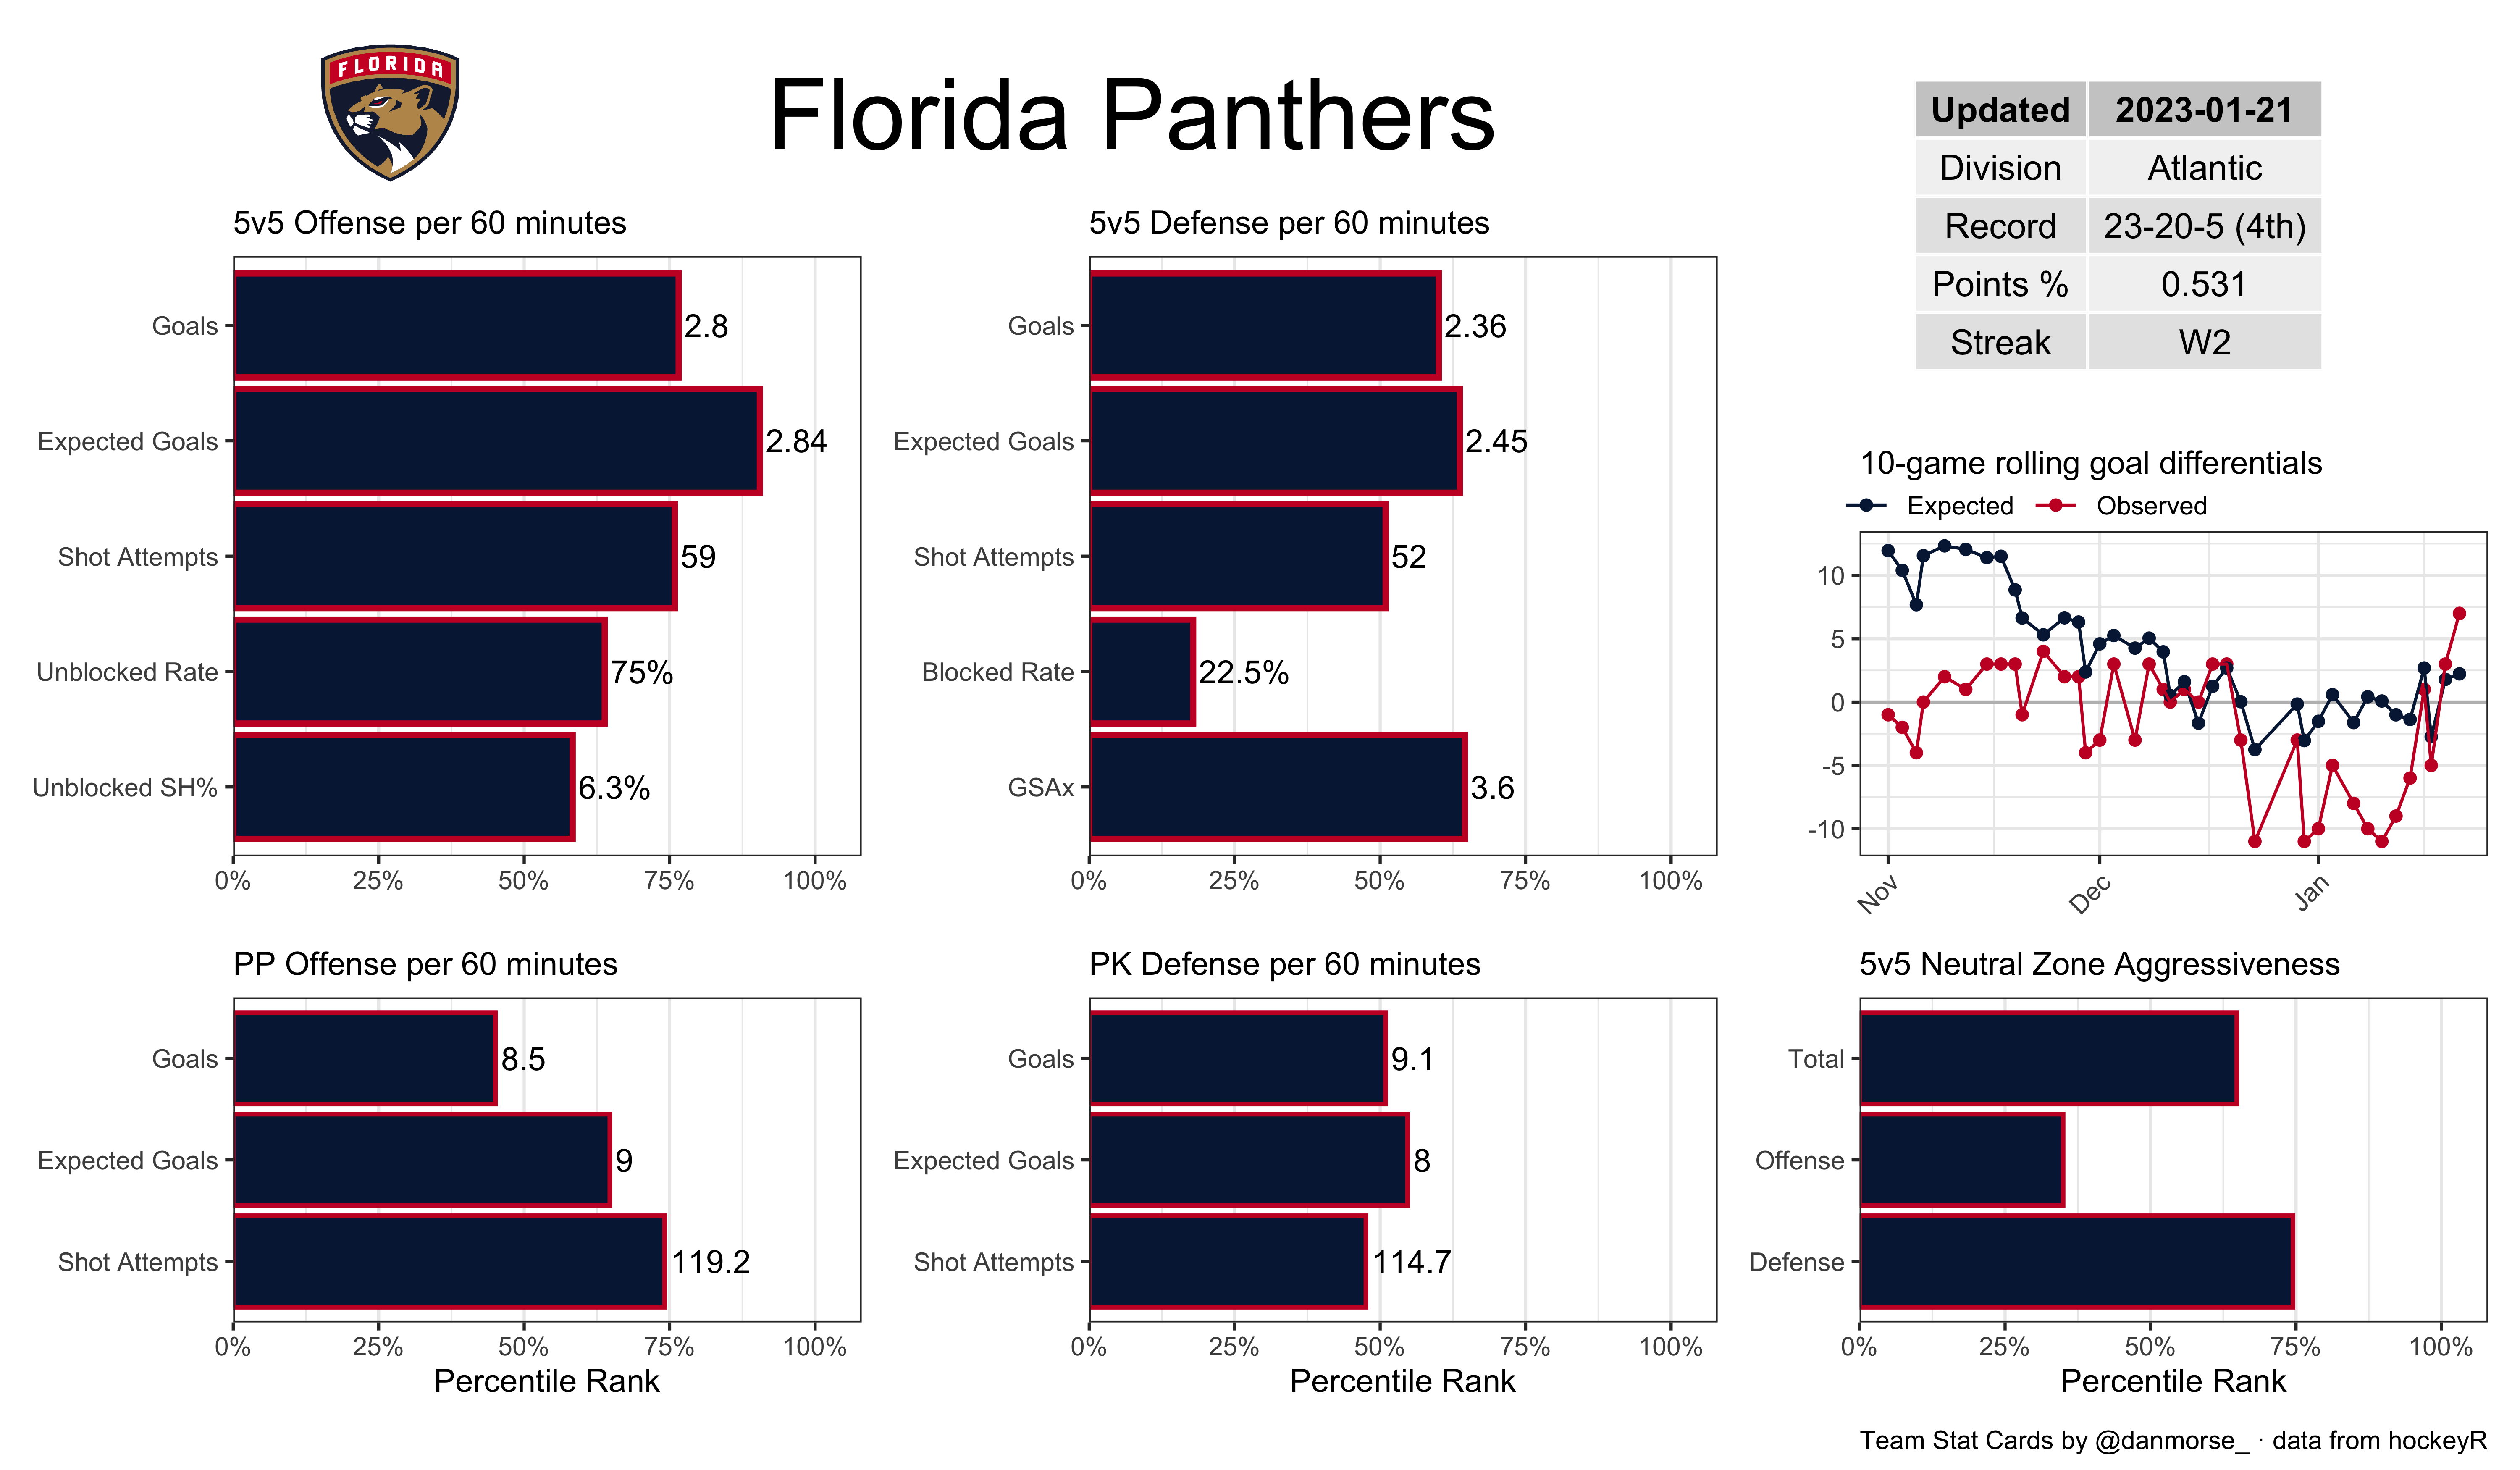 FLORIDA
Florida Panthers
Updated 2023-01-21
Division Atlantic
Record 23-20-5 (4th)
Points % 0.531
Streak W2
5v5 Offense per 60 minutes
Goals 2.8
Expected Goals 2.84
Shot Attempts 59
Unblocked Rate 75%
Unblocked SH% 6.3%
0% 25% 50% 75% 100%
5v5 Defense per 60 minutes
Goals 2.36
Expected Goals 2.45
Shot Attempts 52
Blocked Rate 22.5%
GSAx 3.6
0% 25% 50% 75% 100%
10-game rolling goal differentials
Expected Observed
10
5
0
-5
-10
Nov Dec Jan
PP Offense per 60 minutes
Goals 8.5
Expected Goals 9
Shot Attempts 119.2
0% 25% 50% 75% 100%
Percentile Rank
PK Defense per 60 minutes
Goals 9.1
Expected Goals 8
Shot Attempts 114.7
0% 25% 50% 75% 100%
Percentile Rank
5v5 Neutral Zone Aggressiveness
Total
Offense
Defense
0% 25% 50% 75% 100%
Percentile Rank
Team Stat Cards by @danmorse_ · data from hockeyR